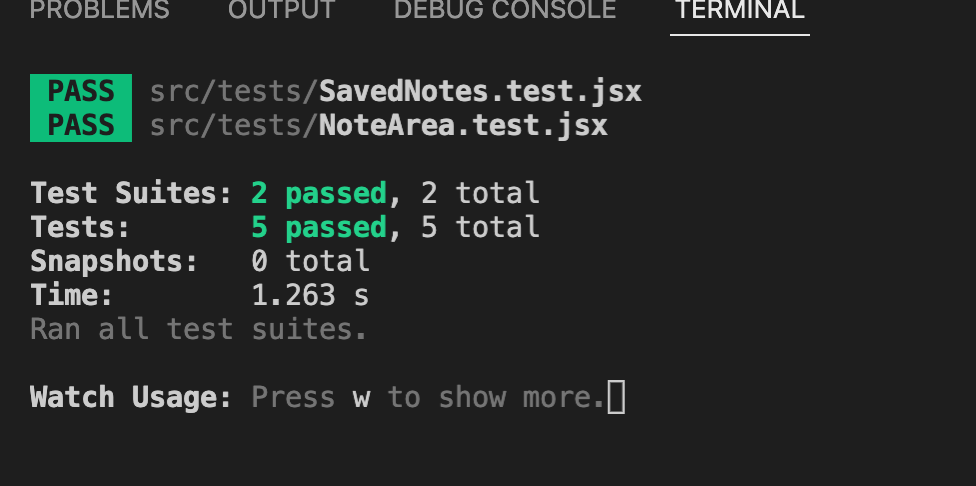 PROBLEMS OUTPUT DEBUG CONSOLE TERMINAL
PASS src/tests/SavedNotes.test.jsx
PASS src/tests/NoteArea.test.jsx
Test Suites: 2 passed, 2 total
Tests: 5 passed, 5 total
Snapshots: 0 total
Time: 1.263 s
Ran all test suites.
Watch Usage: Press w to show more.